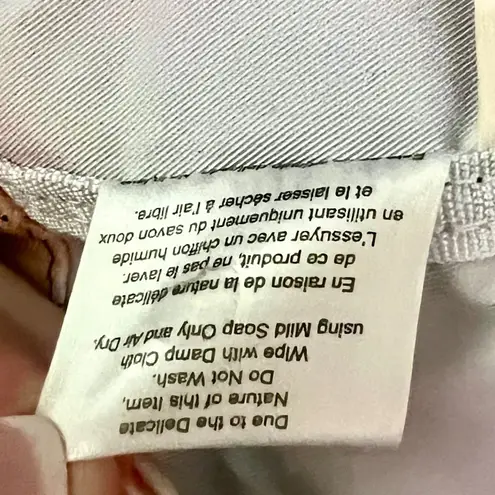 Due to the Delicate
Nature of this Item,
Do Not Wash.
Wipe with Damp Cloth
using Mild Soap Only and Air Dry.
En raison de la nature délicate
de ce produit, ne pas le laver.
L'essuyer avec un chiffon humide
en utilisant uniquement du savon doux
et le laisser sécher à l'air libre.